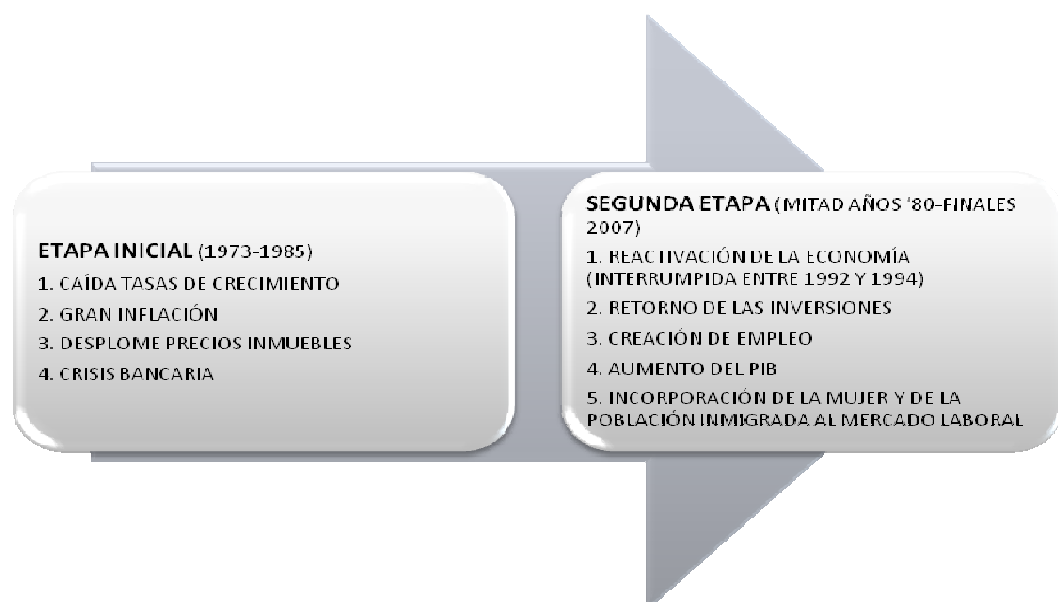 ETAPA INICIAL (1973-1985)
1. CAÍDA TASAS DE CRECIMIENTO
2. GRAN INFLACIÓN
3. DESPLOME PRECIOS INMUEBLES
4. CRISIS BANCARIA
SEGUNDA ETAPA (MITAD AÑOS '80-FINALES
2007)
1. REACTIVACIÓN DE LA ECONOMÍA
(INTERRUMPIDA ENTRE 1992 Y 1994)
2. RETORNO DE LAS INVERSIONES
3. CREACIÓN DE EMPLEO
4. AUMENTO DEL PIB
5. INCORPORACIÓN DE LA MUJER Y DE LA
POBLACIÓN INMIGRADA AL MERCADO LABORAL